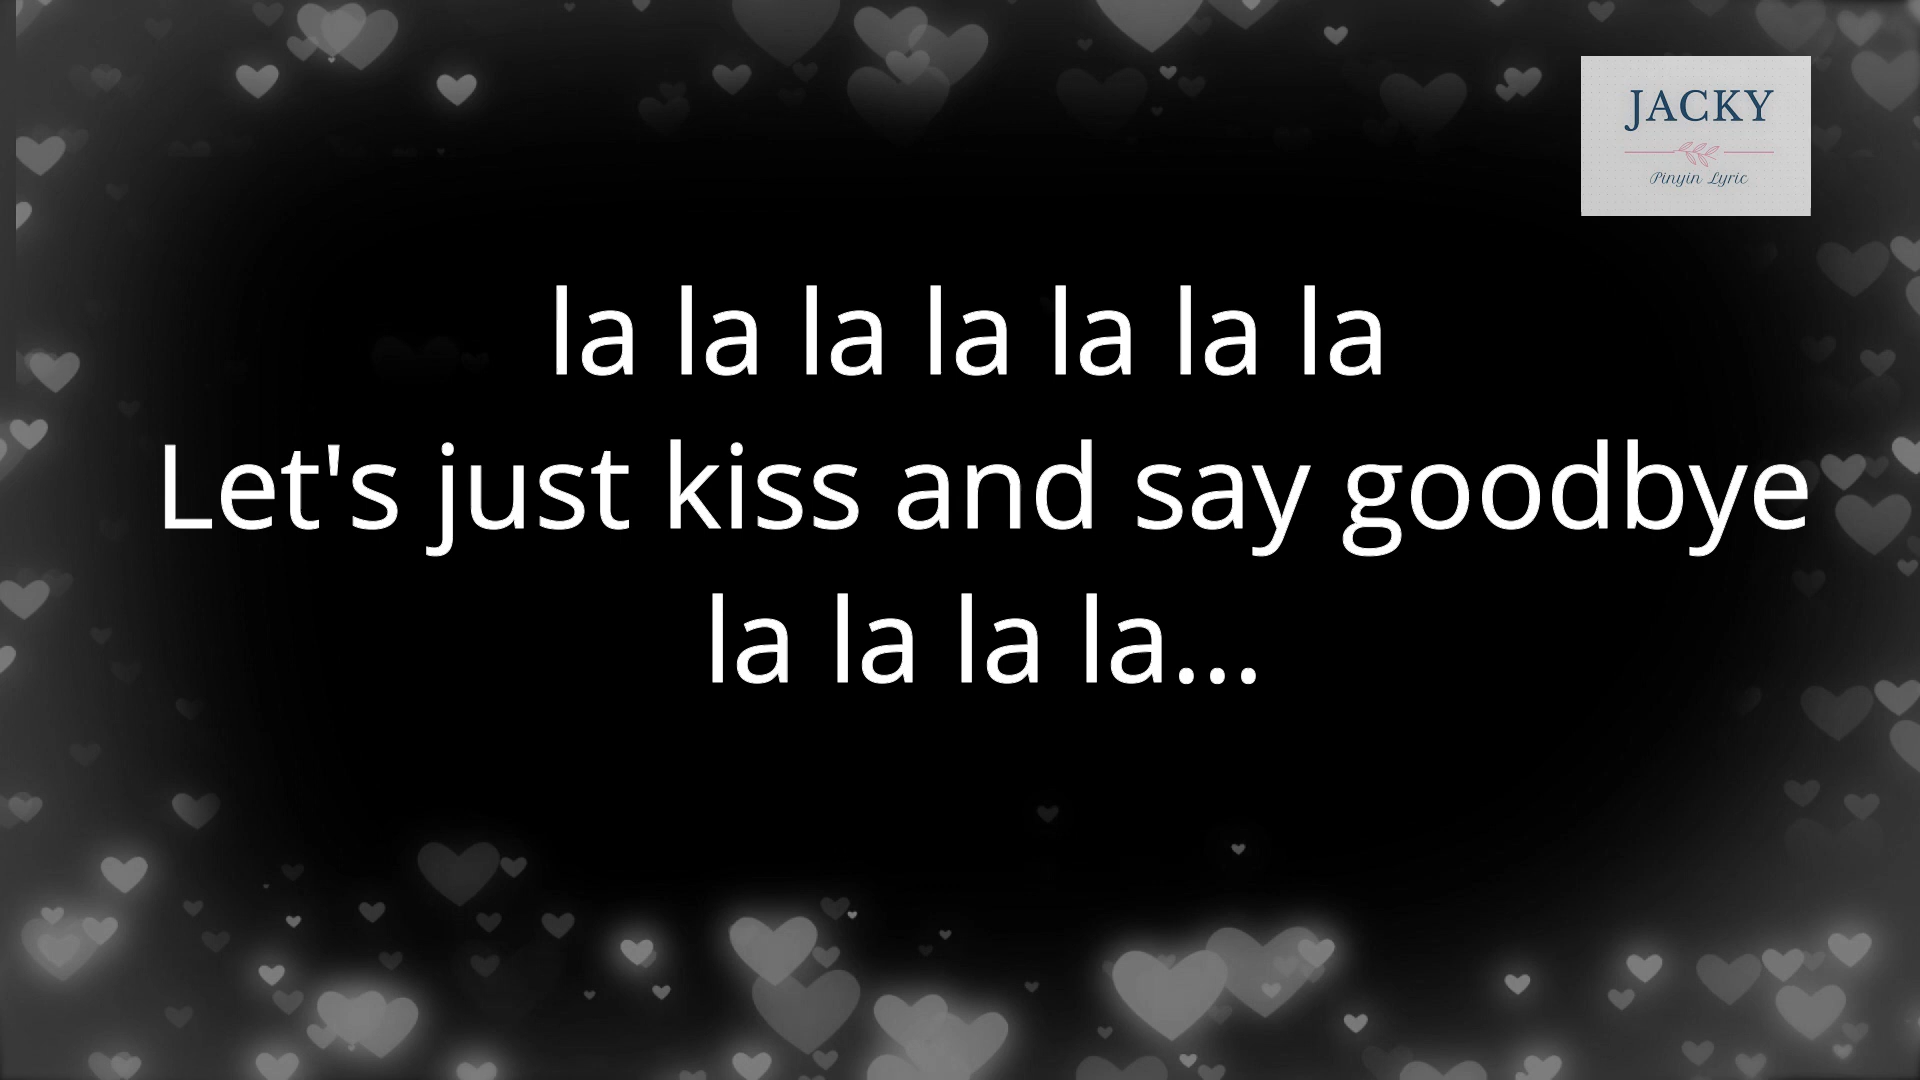 JACKY
Pinyin Lyric
la la la la la la la
Let's just kiss and say goodbye
la la la la...